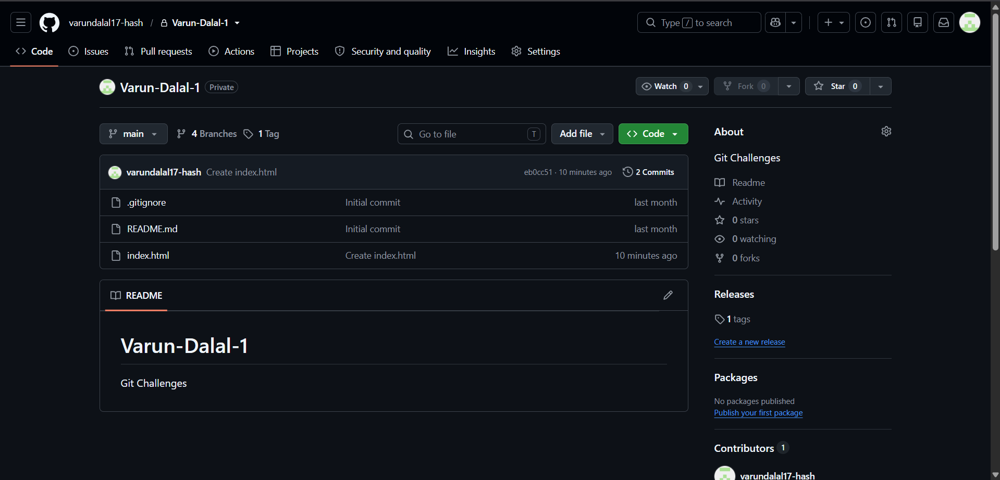 varundalal17-hash / Varun-Dalal-1
Type / to search
Code Issues Pull requests Actions Projects Security and quality Insights Settings
Varun-Dalal-1 Private
Watch 0 Fork 0 Star 0
main 4 Branches 1 Tag
Go to file T Add file Code
varundalal17-hash Create index.html eb0cc51 · 10 minutes ago 2 Commits
.gitignore Initial commit last month
README.md Initial commit last month
index.html Create index.html 10 minutes ago
README
Varun-Dalal-1
Git Challenges
About
Git Challenges
Readme
Activity
0 stars
0 watching
0 forks
Releases
1 tags
Create a new release
Packages
No packages published
Publish your first package
Contributors 1
varundalal17-hash